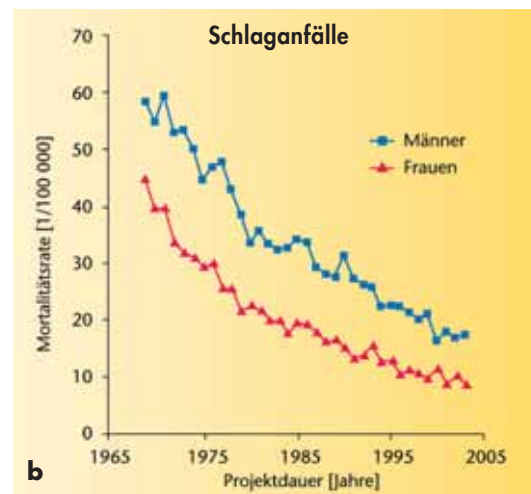 Schlaganfälle
70
60
50
40
30
20
10
0
Mortalitätsrate [1/100 000]
Männer
Frauen
1965 1975 1985 1995 2005
Projektdauer [Jahre]
b